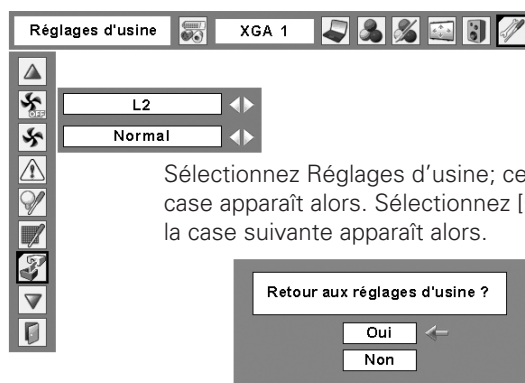 Réglages d'usine XGA 1
OFF
L2
Normal
Sélectionnez Réglages d'usine; ce
case apparaît alors. Sélectionnez [
la case suivante apparaît alors.
Retour aux réglages d'usine ?
Oui
Non